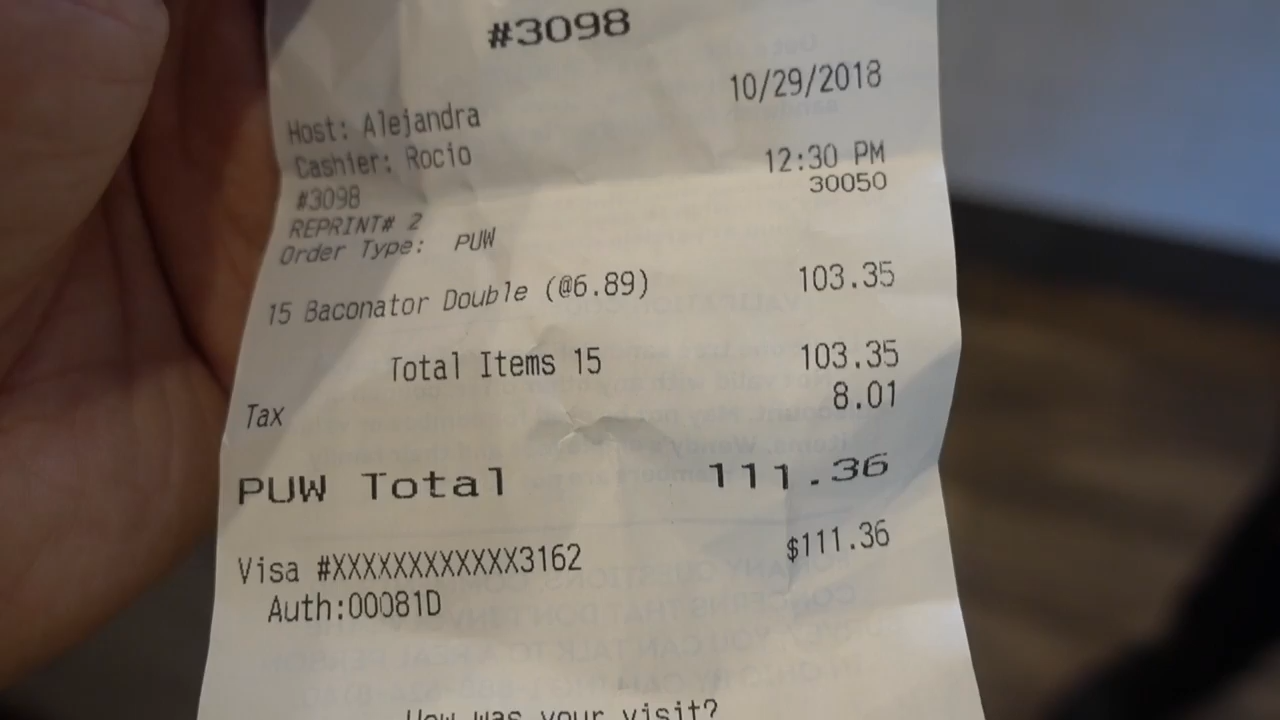 #3098
10/29/2018
Host: Alejandra
Cashier: Rocio
12:30 PM
#3098
30050
REPRINT# 2
Order Type: PUW
15 Baconator Double (@6.89) 103.35
Total Items 15 103.35
Tax 8.01
PUW Total 111.36
Visa #XXXXXXXXXXXX3162 $111.36
Auth:00081D
How was your visit?